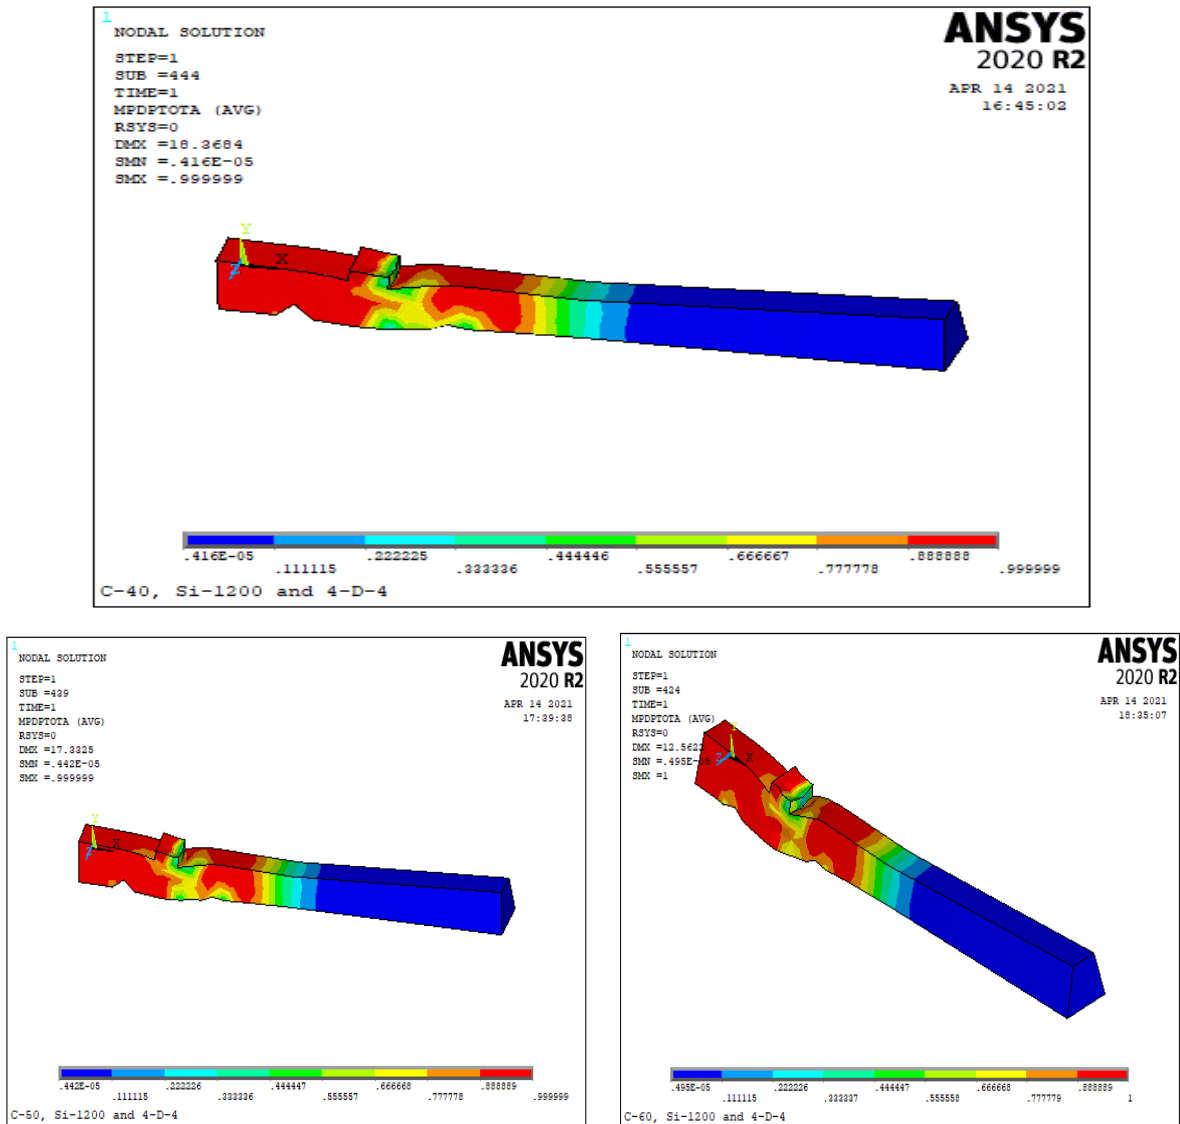 1
NODAL SOLUTION
STEP=1
SUB =444
TIME=1
MPDPTOTA (AVG)
RSYS=0
DMX =18.3684
SMN =.416E-05
SMX =.999999
ANSYS
2020 R2
APR 14 2021
16:45:02
Y
Z X
.416E-05 .222225 .444446 .666667 .888888
.111115 .333336 .555557 .777778 .999999
C-40, Si-1200 and 4-D-4
1
NODAL SOLUTION
STEP=1
SUB =439
TIME=1
MPDPTOTA (AVG)
RSYS=0
DMX =17.3325
SMN =.442E-05
SMX =.999999
ANSYS
2020 R2
APR 14 2021
17:39:38
Y
Z X
.442E-05 .222226 .444447 .666668 .888889
.111115 .333336 .555557 .777778 .999999
C-50, Si-1200 and 4-D-4
1
NODAL SOLUTION
STEP=1
SUB =424
TIME=1
MPDPTOTA (AVG)
RSYS=0
DMX =12.5622
SMN =.495E-05
SMX =1
ANSYS
2020 R2
APR 14 2021
18:35:07
Y
Z X
.495E-05 .222226 .444447 .666668 .888889
.111115 .333337 .555558 .777779 1
C-60, Si-1200 and 4-D-4